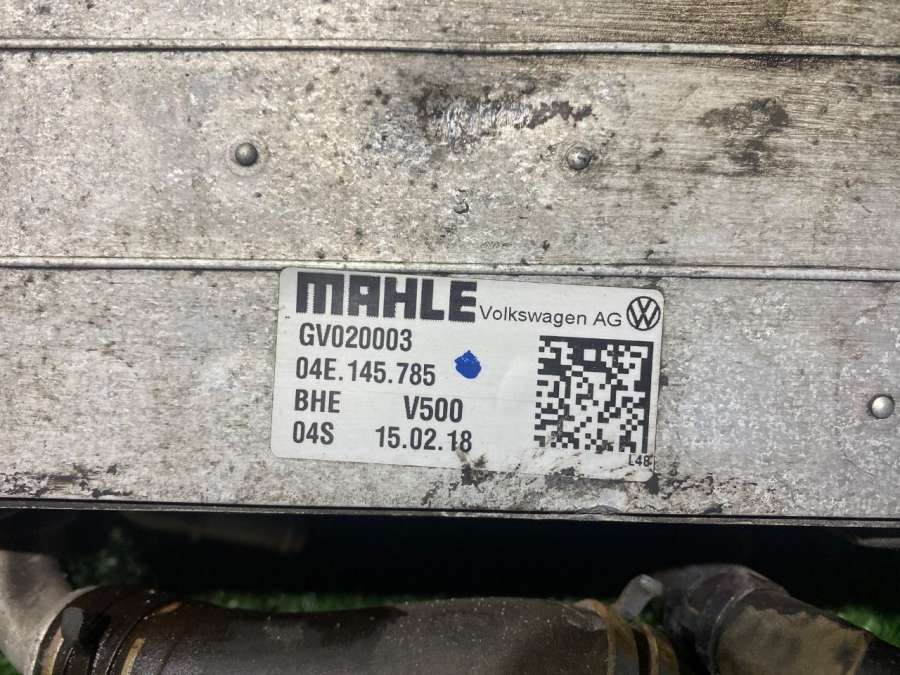 MAHLE Volkswagen AG
GV020003
04E.145.785
BHE V500
04S 15.02.18
L48